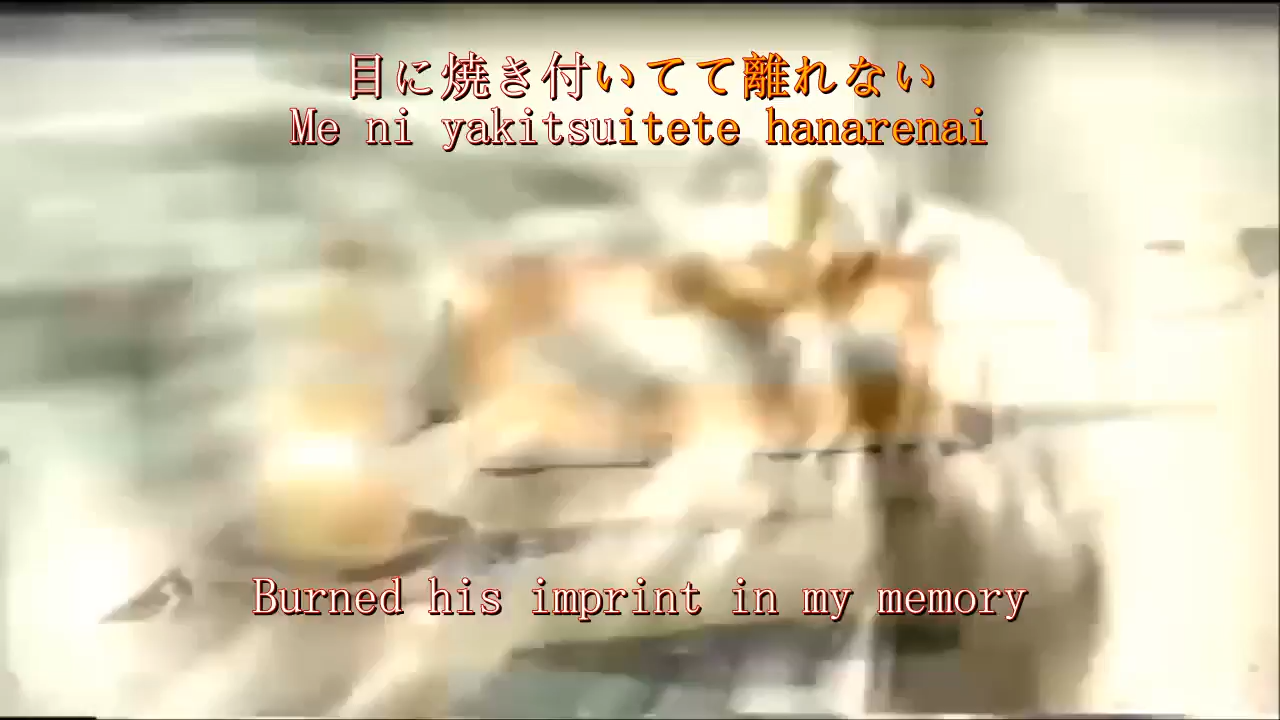 目に焼き付いてて離れない
Me ni yakitsuitete hanarenai
Burned his imprint in my memory